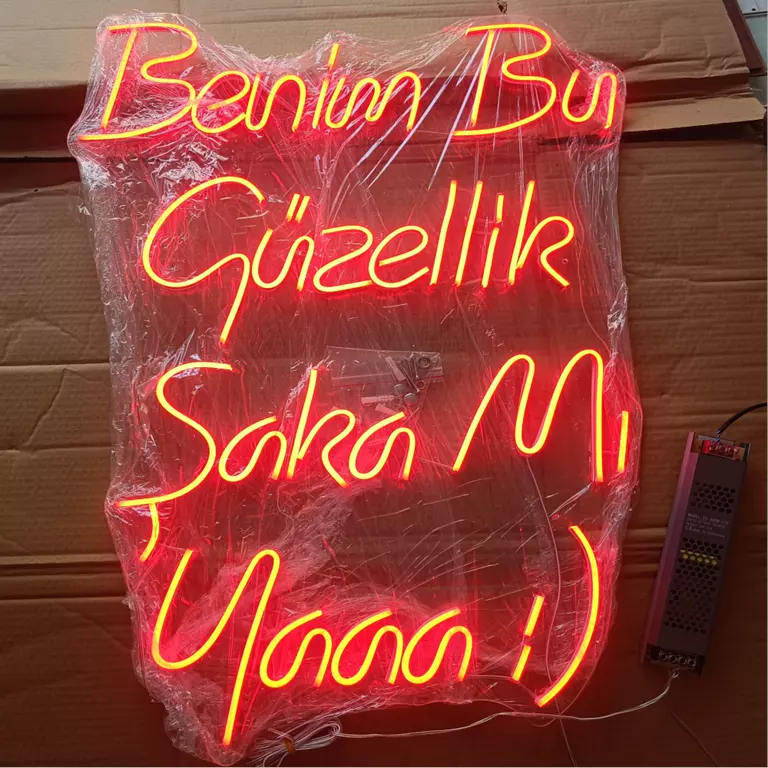 Benim Bu
Güzellik
Şaka Mı
Yaaa :)